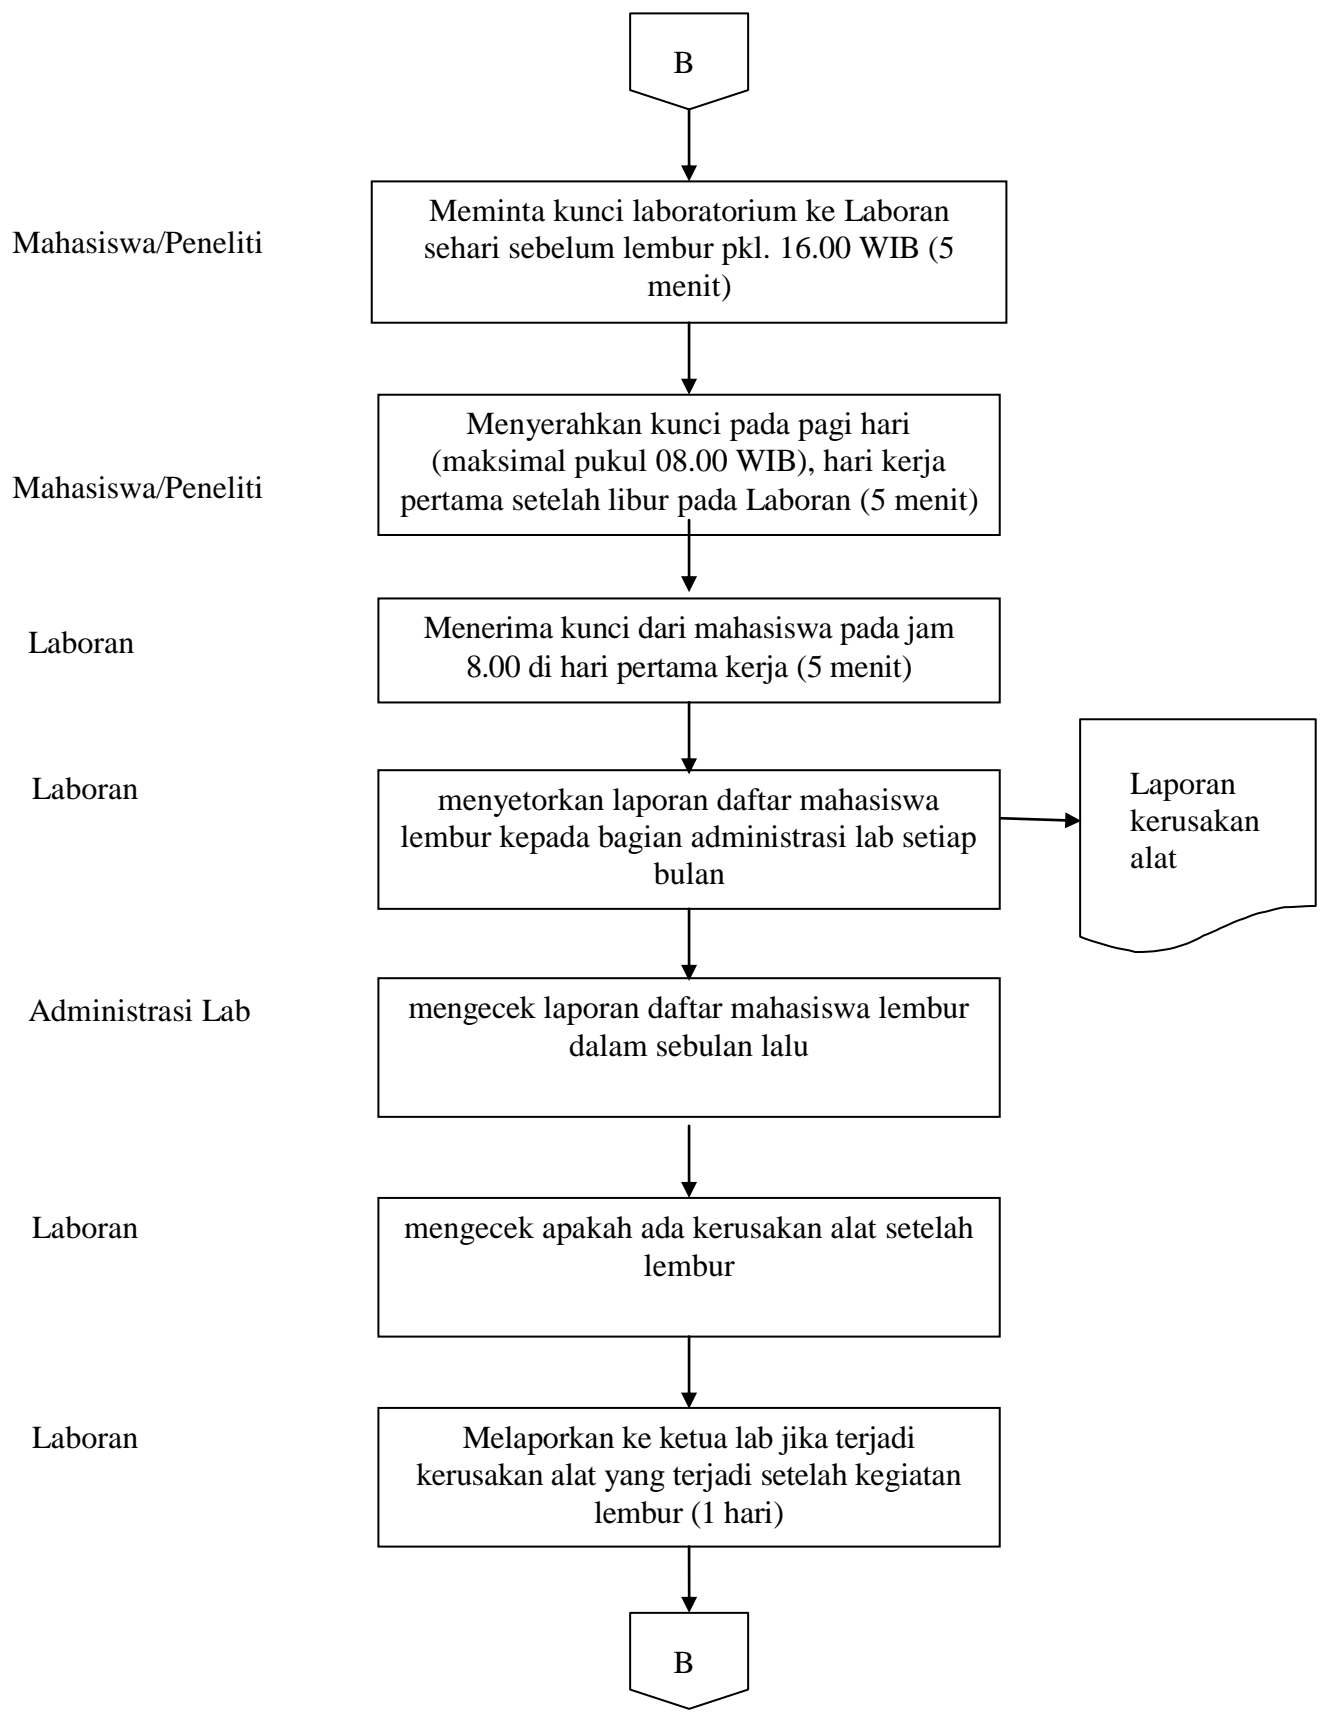 B
Mahasiswa/Peneliti
Meminta kunci laboratorium ke Laboran
sehari sebelum lembur pkl. 16.00 WIB (5
menit)
Mahasiswa/Peneliti
Menyerahkan kunci pada pagi hari
(maksimal pukul 08.00 WIB), hari kerja
pertama setelah libur pada Laboran (5 menit)
Laboran
Menerima kunci dari mahasiswa pada jam
8.00 di hari pertama kerja (5 menit)
Laboran
menyetorkan laporan daftar mahasiswa
lembur kepada bagian administrasi lab setiap
bulan
Laporan
kerusakan
alat
Administrasi Lab
mengecek laporan daftar mahasiswa lembur
dalam sebulan lalu
Laboran
mengecek apakah ada kerusakan alat setelah
lembur
Laboran
Melaporkan ke ketua lab jika terjadi
kerusakan alat yang terjadi setelah kegiatan
lembur (1 hari)
B